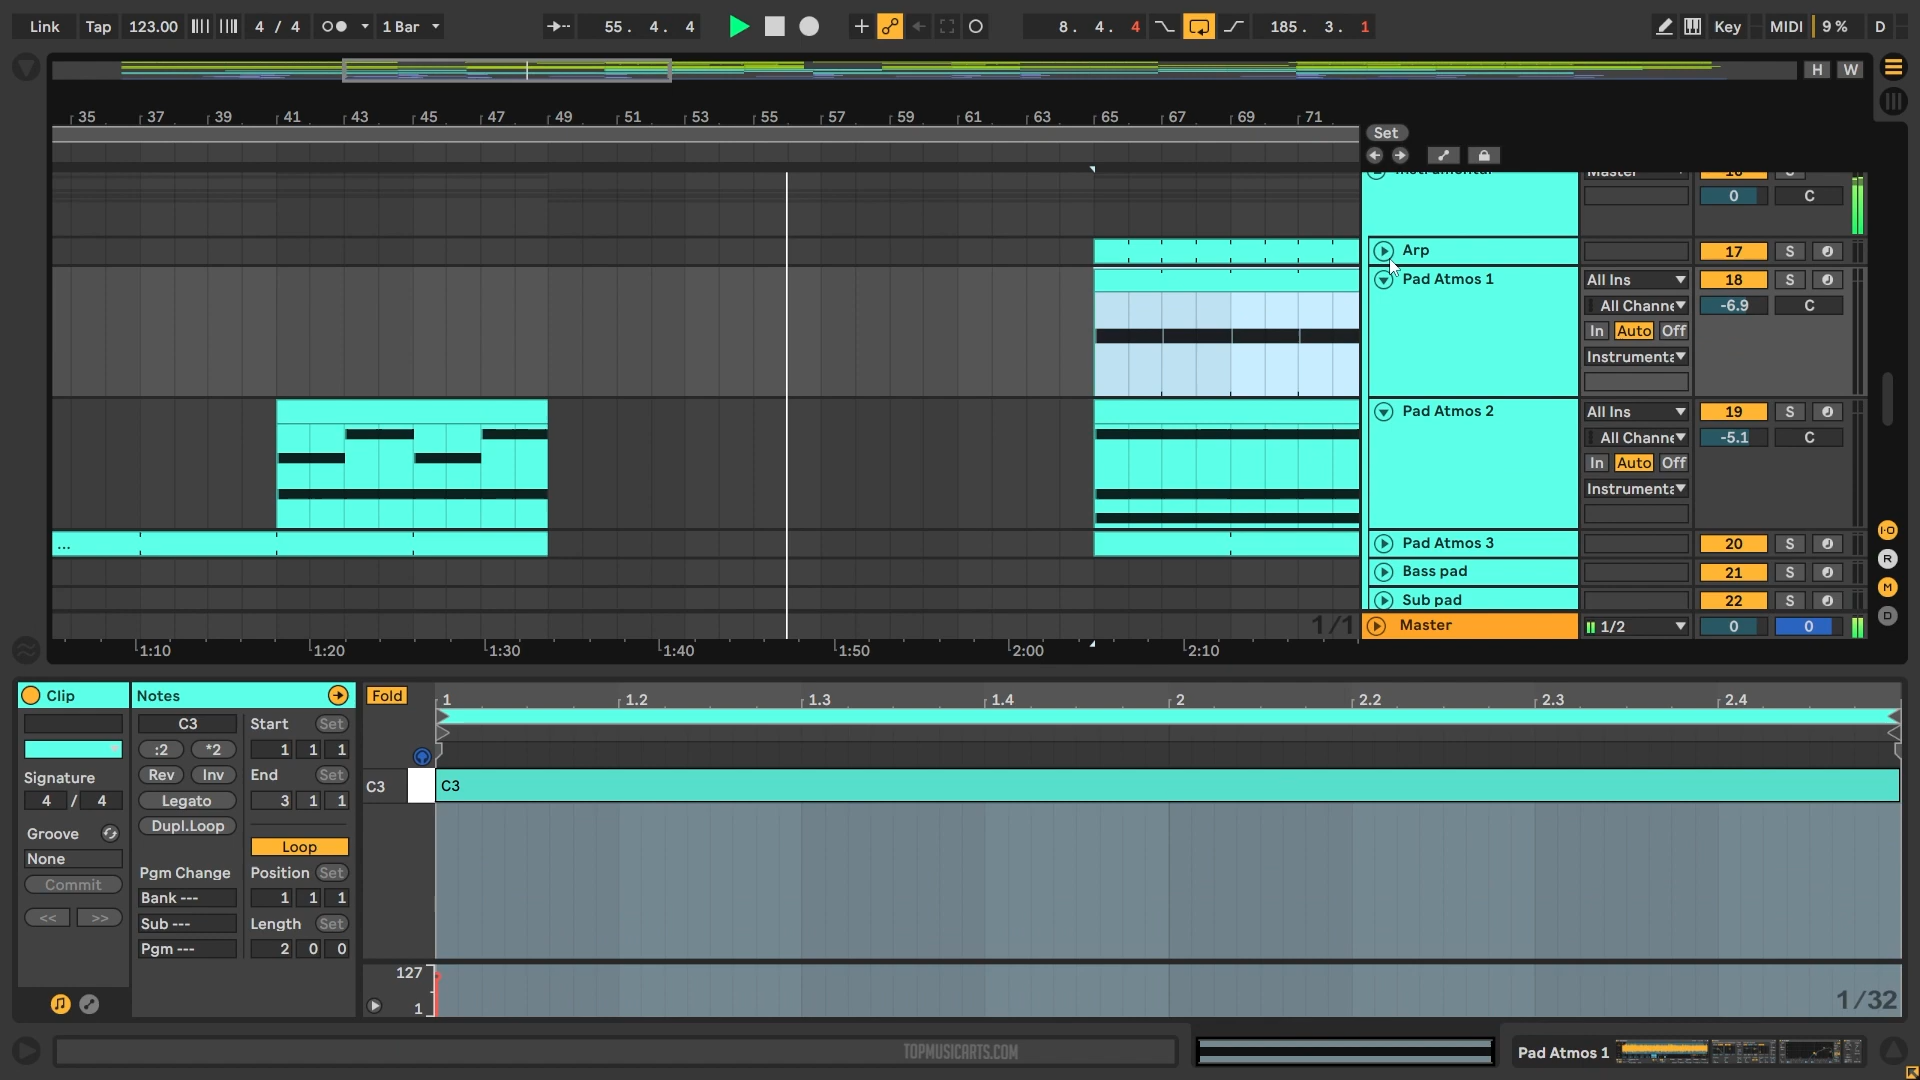 Link Tap 123.00 4 / 4 1 Bar 55. 4. 4 8. 4. 4 185. 3. 1 Key MIDI 9 % D
H W
35 37 39 41 43 45 47 49 51 53 55 57 59 61 63 65 67 69 71
Set
Instrumental Master 16 S
0 C
Arp 17 S
Pad Atmos 1 All Ins 18 S
All Channe -6.9 C
In Auto Off
Instrumenta
Pad Atmos 2 All Ins 19 S
All Channe -5.1 C
In Auto Off
Instrumenta
... Pad Atmos 3 20 S
Bass pad 21 S
Sub pad 22 S
1/1 Master 1/2 0 0
1:10 1:20 1:30 1:40 1:50 2:00 2:10
I·O
R
M
D
Clip Notes Fold 1 1.2 1.3 1.4 2 2.2 2.3 2.4
C3 Start Set
:2 *2 1 1 1
Signature Rev Inv End Set
4 / 4 Legato 3 1 1
C3 C3
Groove Dupl.Loop
None Loop
Commit Pgm Change Position Set
Bank --- 1 1 1
<< >> Sub --- Length Set
Pgm --- 2 0 0
127
1
1/32
TOPMUSICARTS.COM
Pad Atmos 1